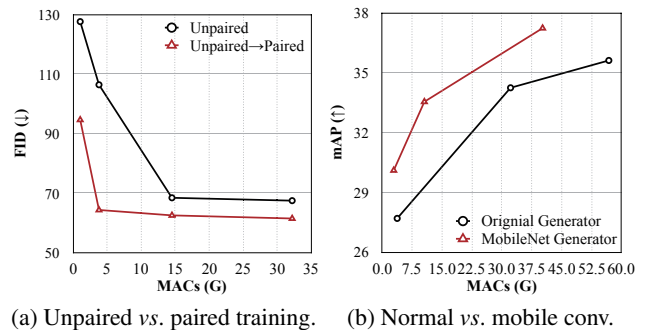 130
110
90
70
50
FID (↓)
Unpaired
Unpaired→Paired
0 5 10 15 20 25 30 35
MACs (G)
(a) Unpaired vs. paired training.
38
35
32
29
26
mAP (↑)
Orignial Generator
MobileNet Generator
0.0 7.5 15.0 22.5 30.0 37.5 45.0 52.5 60.0
MACs (G)
(b) Normal vs. mobile conv.